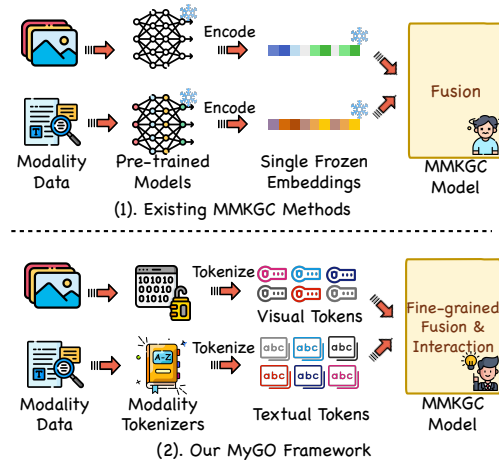 Encode
Encode
Fusion
T
Modality
Data
Pre-trained
Models
Single Frozen
Embeddings
MMKGC
Model
(1). Existing MMKGC Methods
101010
00010
01010
Tokenize
Visual Tokens
Tokenize
A-Z
abc abc abc
abc abc abc
Fine-grained
Fusion &
Interaction
T
Modality
Data
Modality
Tokenizers
Textual Tokens
MMKGC
Model
(2). Our MyGO Framework